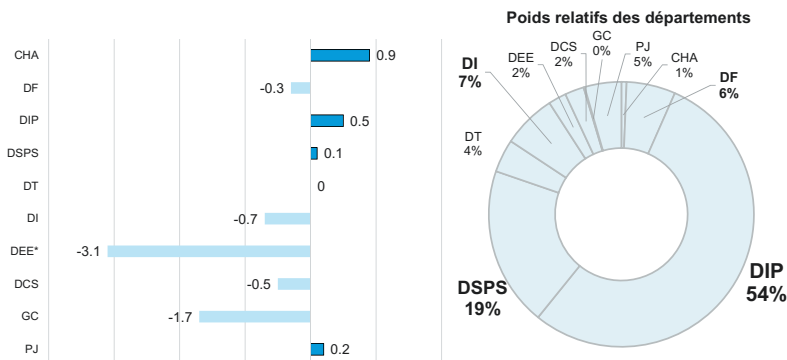 CHA 0.9
DF -0.3
DIP 0.5
DSPS 0.1
DT 0
DI -0.7
DEE* -3.1
DCS -0.5
GC -1.7
PJ 0.2
Poids relatifs des départements
GC
0%
PJ
5%
CHA
1%
DF
6%
DIP
54%
DSPS
19%
DT
4%
DI
7%
DEE
2%
DCS
2%